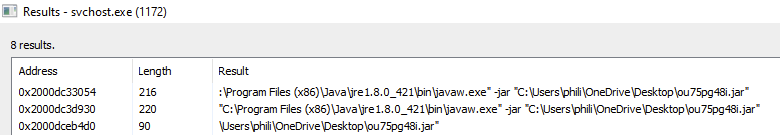 Results - svchost.exe (1172)
8 results.
Address Length Result
0x2000dc33054 216 :\Program Files (x86)\Java\jre1.8.0_421\bin\javaw.exe" -jar "C:\Users\phili\OneDrive\Desktop\ou75pg48i.jar"
0x2000dc3d930 220 "C:\Program Files (x86)\Java\jre1.8.0_421\bin\javaw.exe" -jar "C:\Users\phili\OneDrive\Desktop\ou75pg48i.jar"
0x2000dceb4d0 90 \Users\phili\OneDrive\Desktop\ou75pg48i.jar"